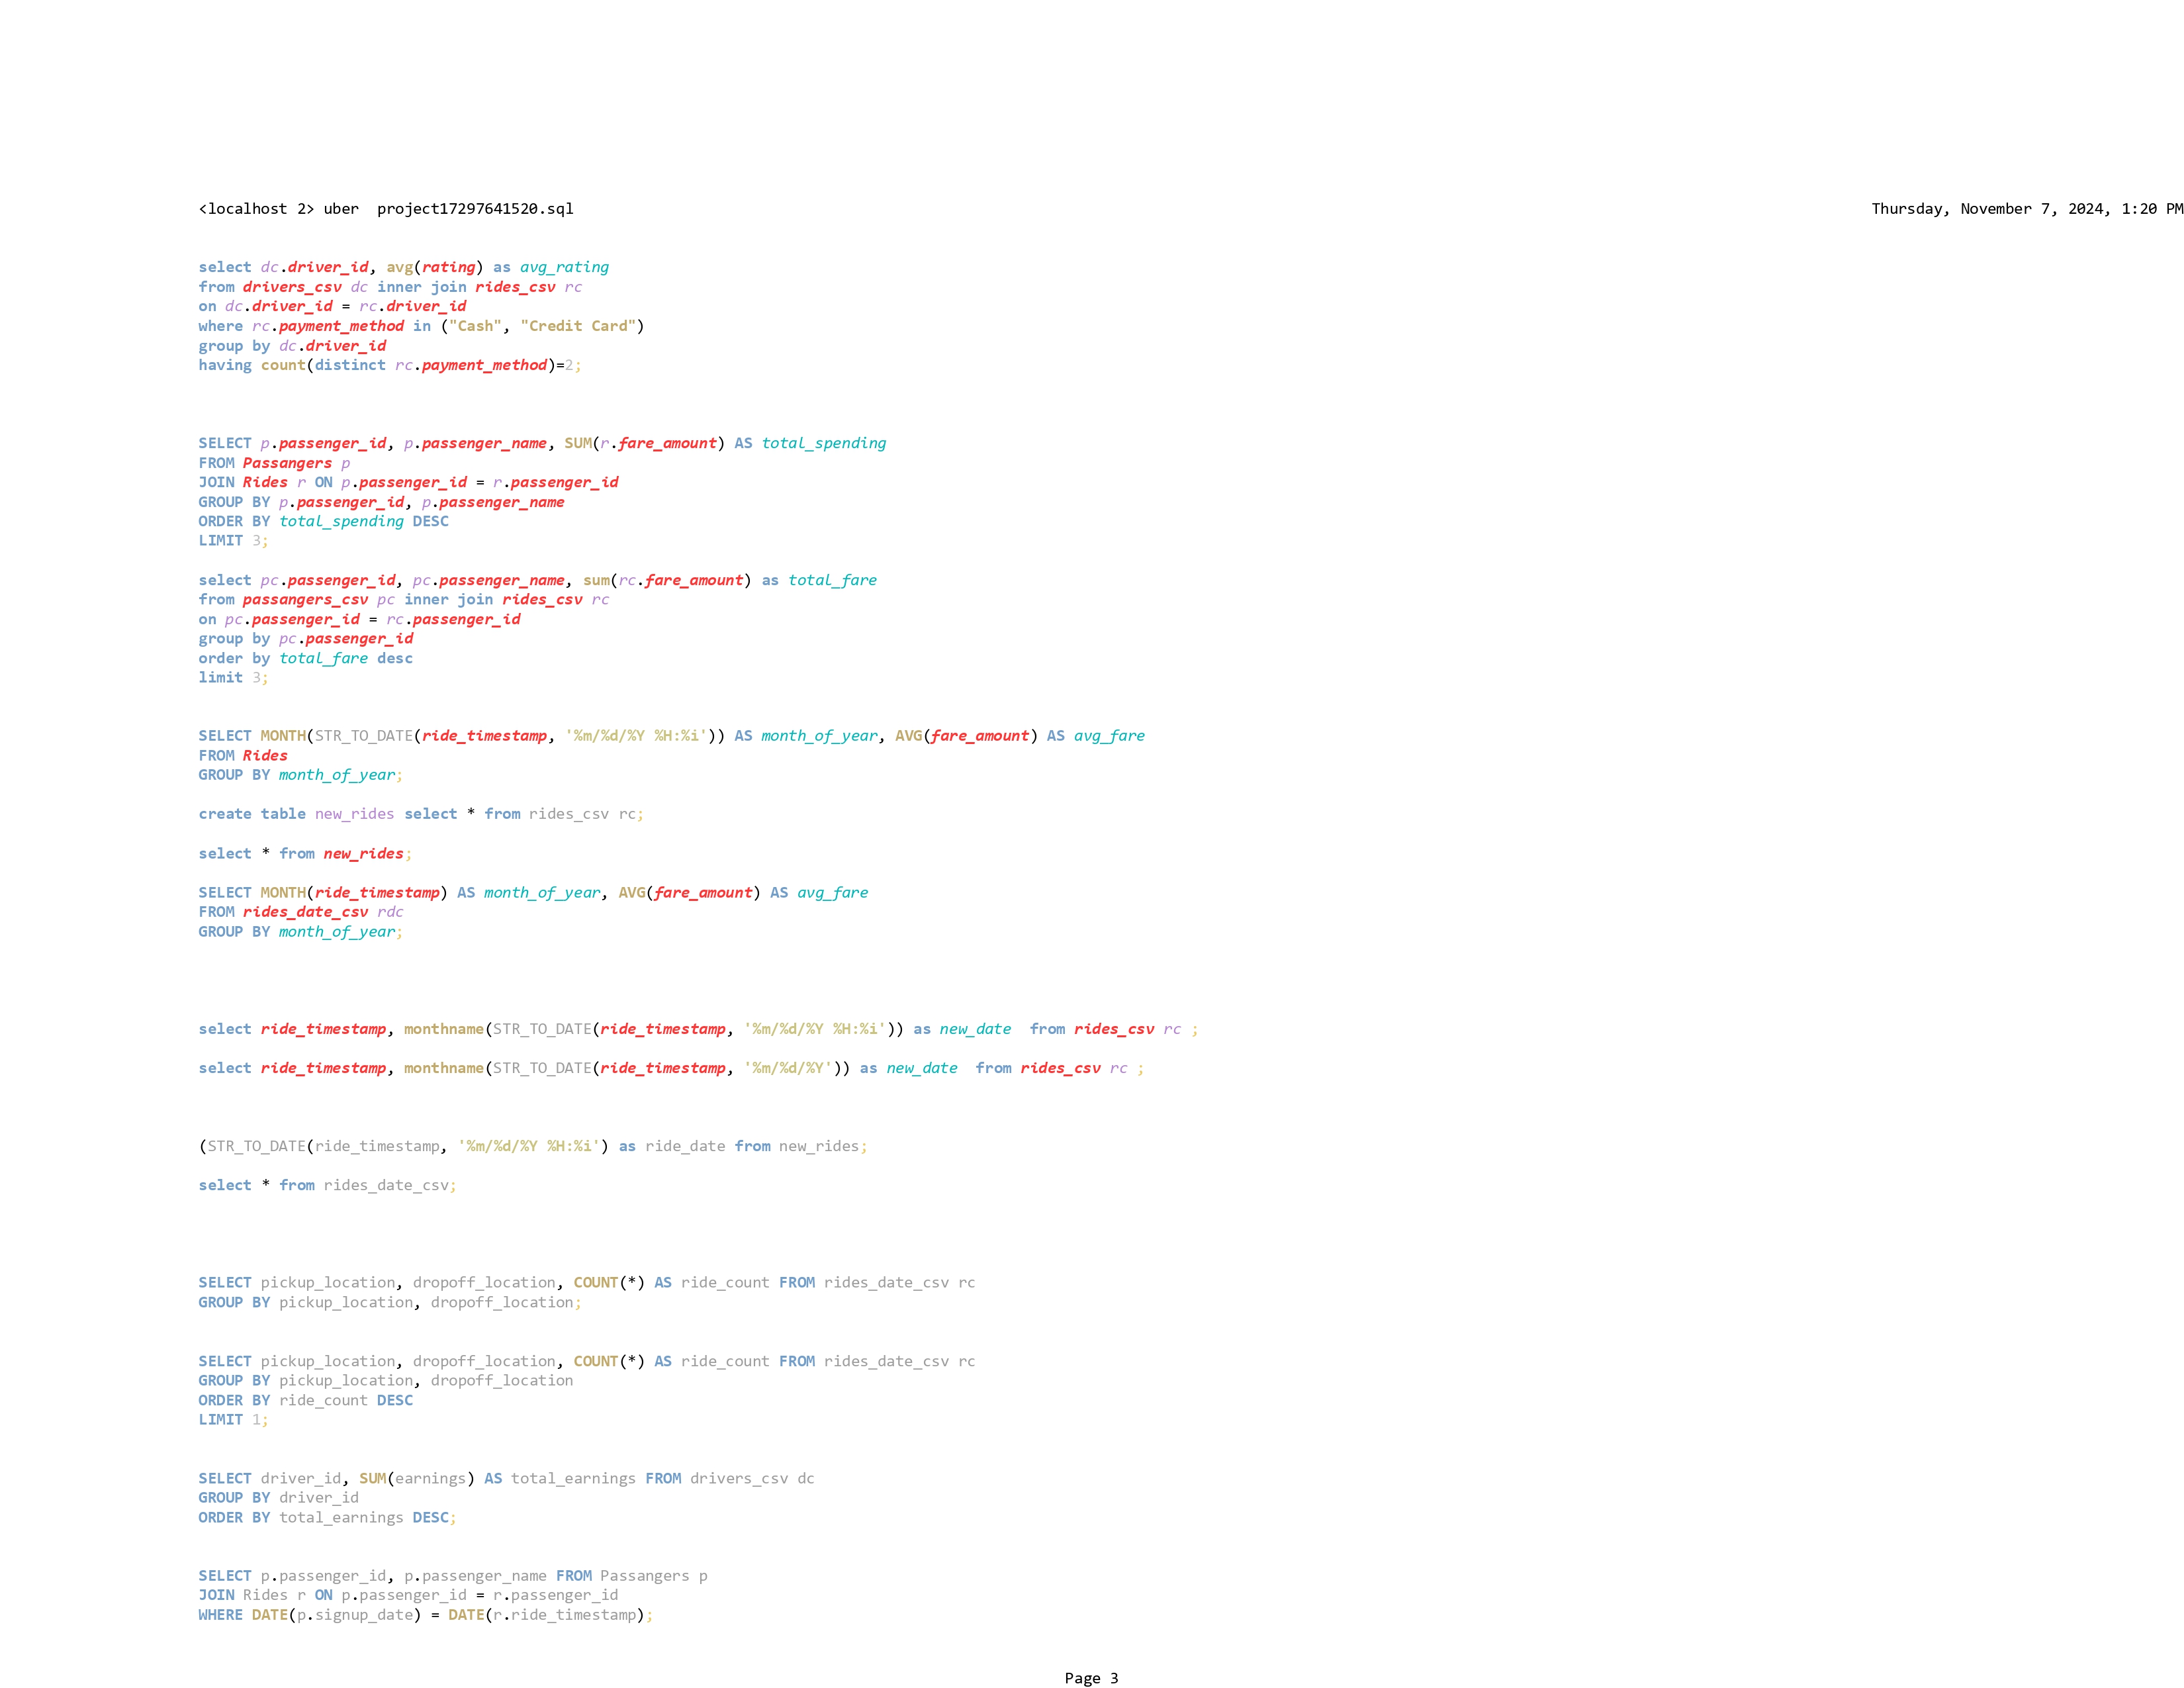 <localhost 2> uber  project17297641520.sql
Thursday, November 7, 2024, 1:20 PM
select dc.driver_id, avg(rating) as avg_rating
from drivers_csv dc inner join rides_csv rc
on dc.driver_id = rc.driver_id
where rc.payment_method in ("Cash", "Credit Card")
group by dc.driver_id
having count(distinct rc.payment_method)=2;
SELECT p.passenger_id, p.passenger_name, SUM(r.fare_amount) AS total_spending
FROM Passangers p
JOIN Rides r ON p.passenger_id = r.passenger_id
GROUP BY p.passenger_id, p.passenger_name
ORDER BY total_spending DESC
LIMIT 3;
select pc.passenger_id, pc.passenger_name, sum(rc.fare_amount) as total_fare
from passangers_csv pc inner join rides_csv rc
on pc.passenger_id = rc.passenger_id
group by pc.passenger_id
order by total_fare desc
limit 3;
SELECT MONTH(STR_TO_DATE(ride_timestamp, '%m/%d/%Y %H:%i')) AS month_of_year, AVG(fare_amount) AS avg_fare
FROM Rides
GROUP BY month_of_year;
create table new_rides select * from rides_csv rc;
select * from new_rides;
SELECT MONTH(ride_timestamp) AS month_of_year, AVG(fare_amount) AS avg_fare
FROM rides_date_csv rdc
GROUP BY month_of_year;
select ride_timestamp, monthname(STR_TO_DATE(ride_timestamp, '%m/%d/%Y %H:%i')) as new_date  from rides_csv rc ;
select ride_timestamp, monthname(STR_TO_DATE(ride_timestamp, '%m/%d/%Y')) as new_date  from rides_csv rc ;
(STR_TO_DATE(ride_timestamp, '%m/%d/%Y %H:%i') as ride_date from new_rides;
select * from rides_date_csv;
SELECT pickup_location, dropoff_location, COUNT(*) AS ride_count FROM rides_date_csv rc
GROUP BY pickup_location, dropoff_location;
SELECT pickup_location, dropoff_location, COUNT(*) AS ride_count FROM rides_date_csv rc
GROUP BY pickup_location, dropoff_location
ORDER BY ride_count DESC
LIMIT 1;
SELECT driver_id, SUM(earnings) AS total_earnings FROM drivers_csv dc
GROUP BY driver_id
ORDER BY total_earnings DESC;
SELECT p.passenger_id, p.passenger_name FROM Passangers p
JOIN Rides r ON p.passenger_id = r.passenger_id
WHERE DATE(p.signup_date) = DATE(r.ride_timestamp);
Page 3